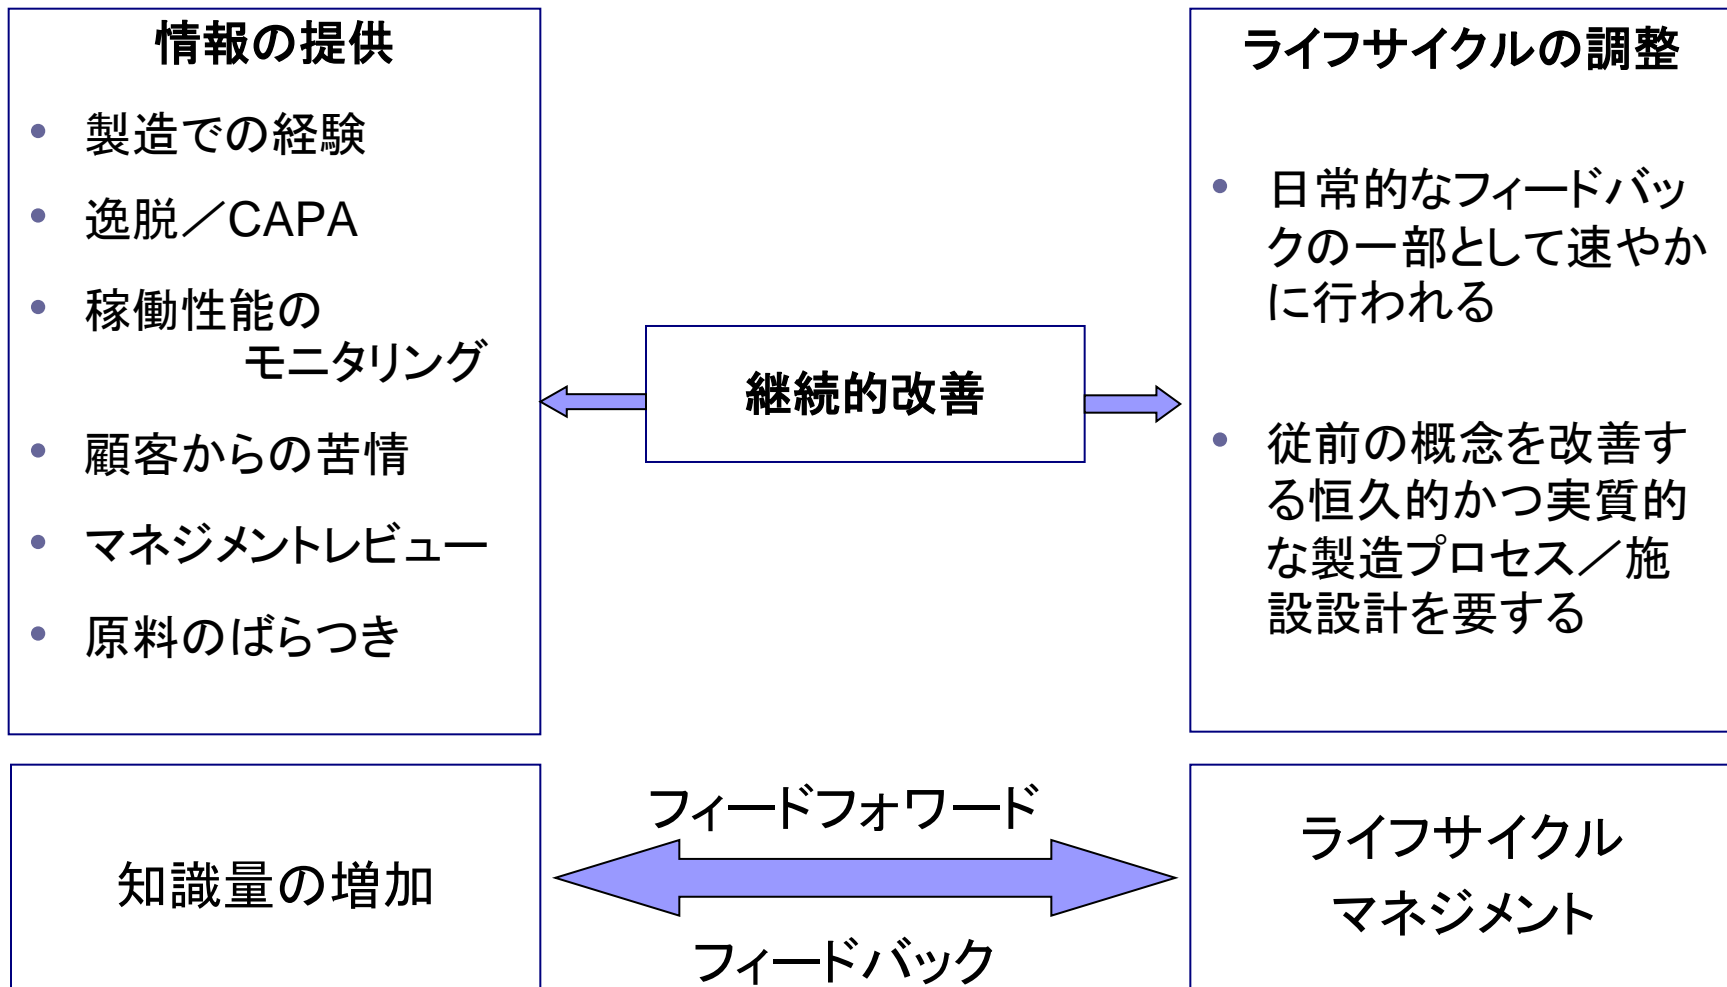 情報の提供
• 製造での経験
• 逸脱／CAPA
• 稼働性能の
モニタリング
• 顧客からの苦情
• マネジメントレビュー
• 原料のばらつき
継続的改善
ライフサイクルの調整
• 日常的なフィードバッ
クの一部として速やか
に行われる
• 従前の概念を改善す
る恒久的かつ実質的
な製造プロセス／施
設設計を要する
知識量の増加
フィードフォワード
フィードバック
ライフサイクル
マネジメント